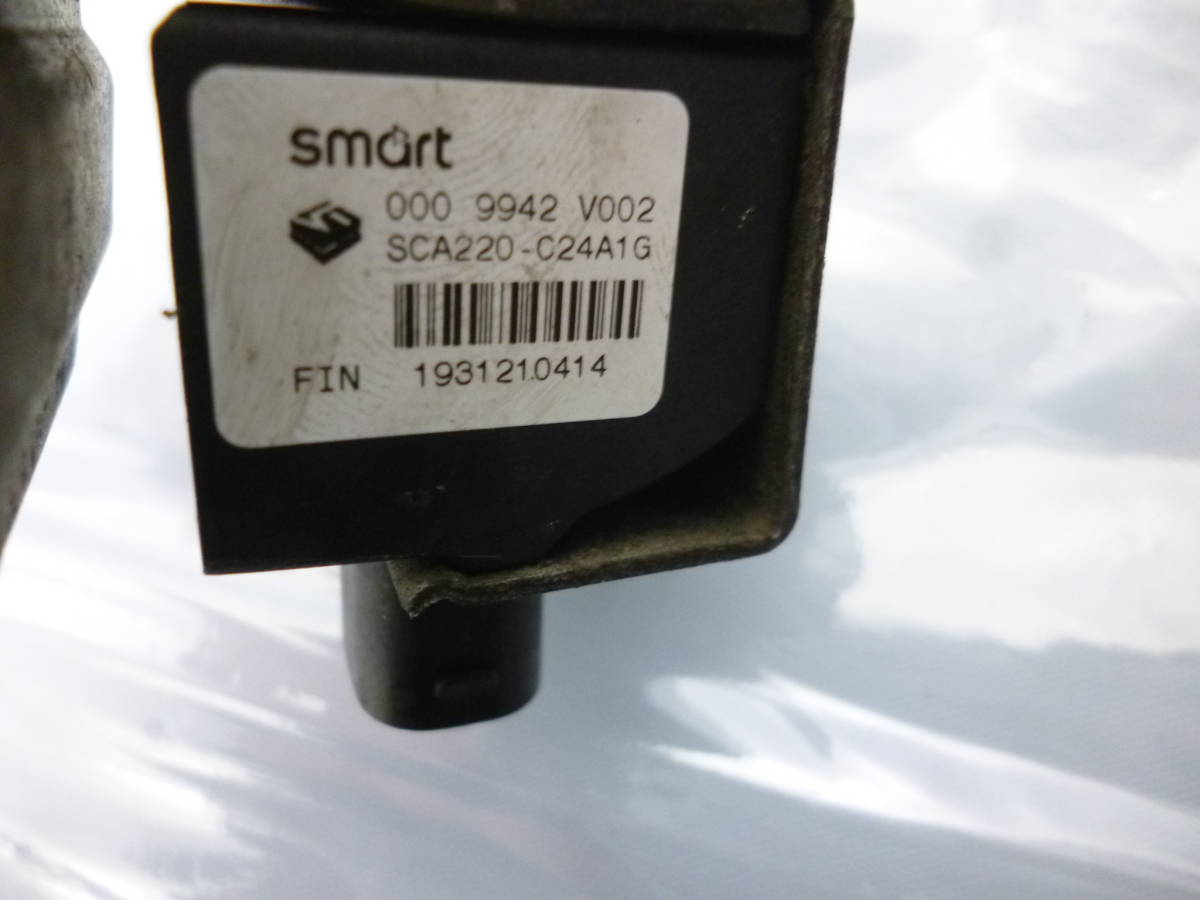 smart
000 9942 V002
SCA220-C24A1G
FIN 1931210414